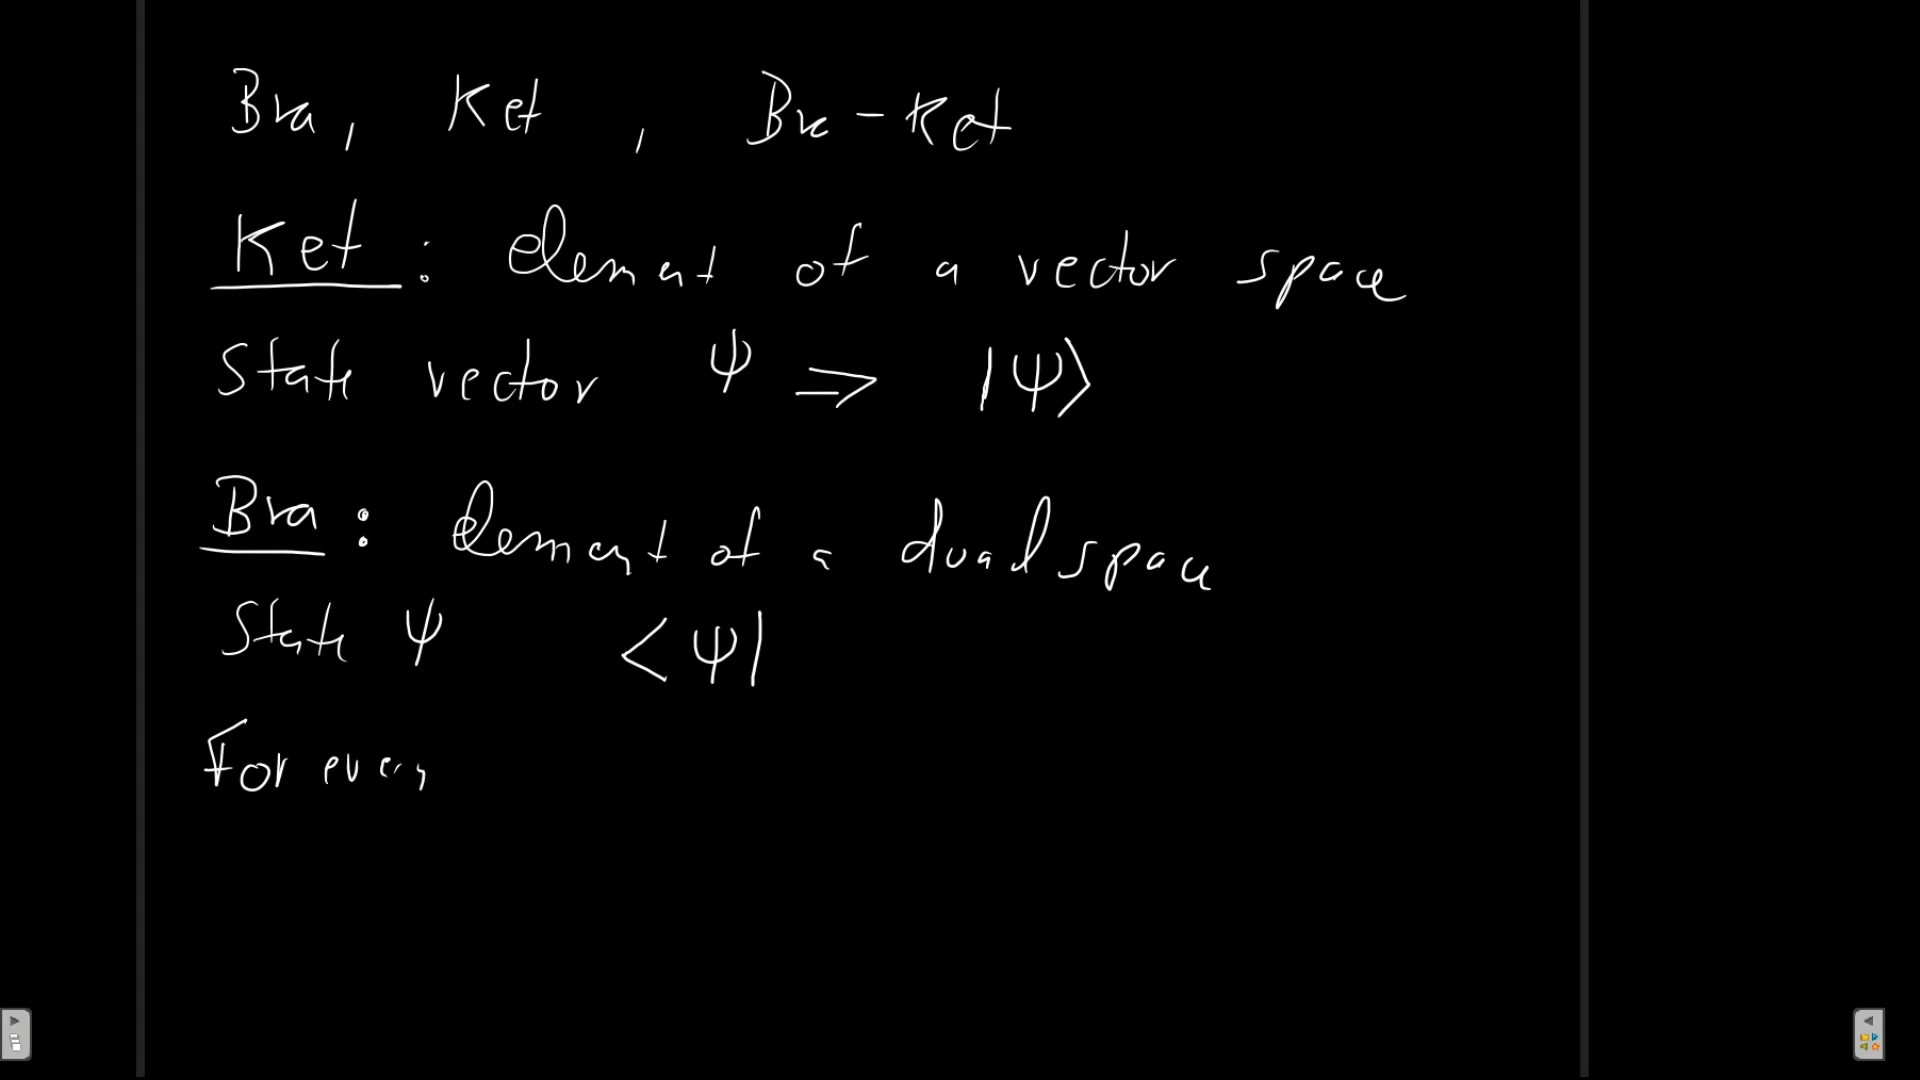 Bra, Ket, Bra-Ket
Ket: element of a vector space
State vector Ψ ⇒ |Ψ⟩
Bra: element of a dual space
State Ψ <Ψ|
For every